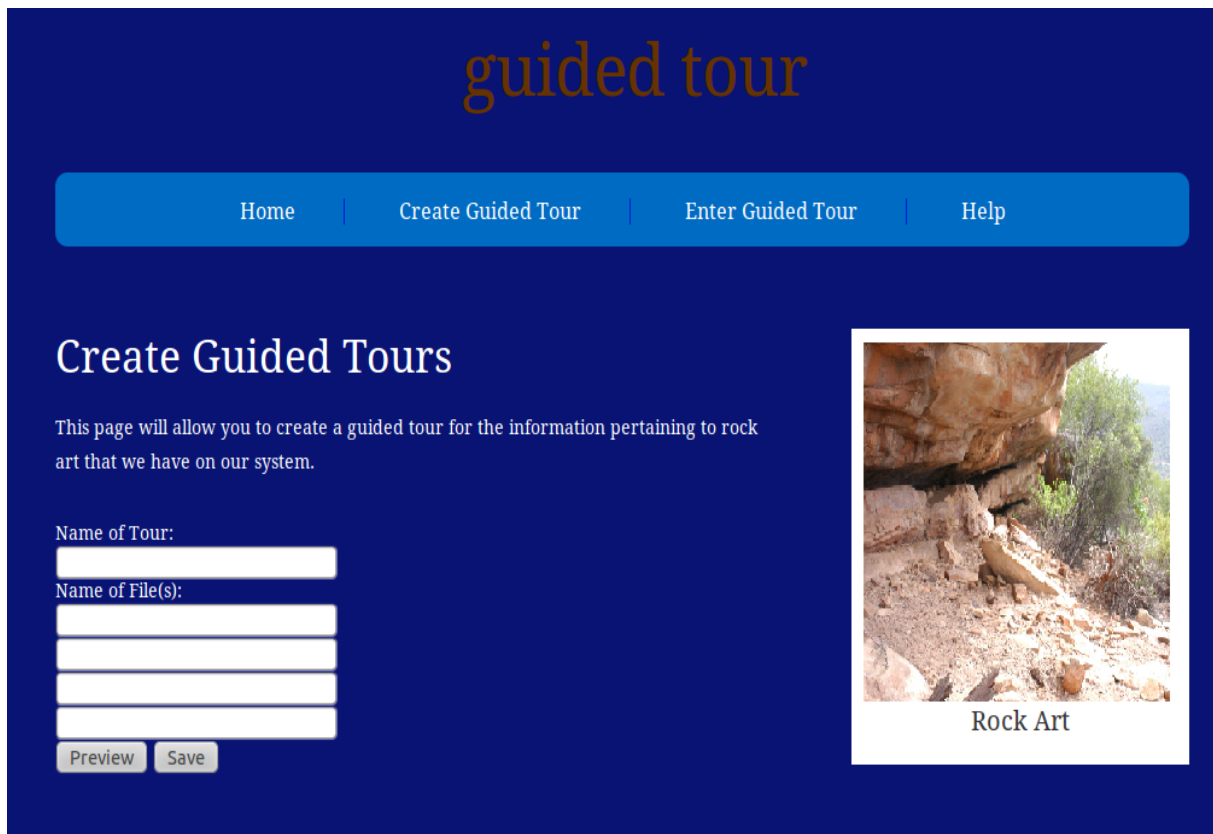 guided tour
Home Create Guided Tour Enter Guided Tour Help
Create Guided Tours
This page will allow you to create a guided tour for the information pertaining to rock
art that we have on our system.
Name of Tour:
Name of File(s):
Preview Save
Rock Art